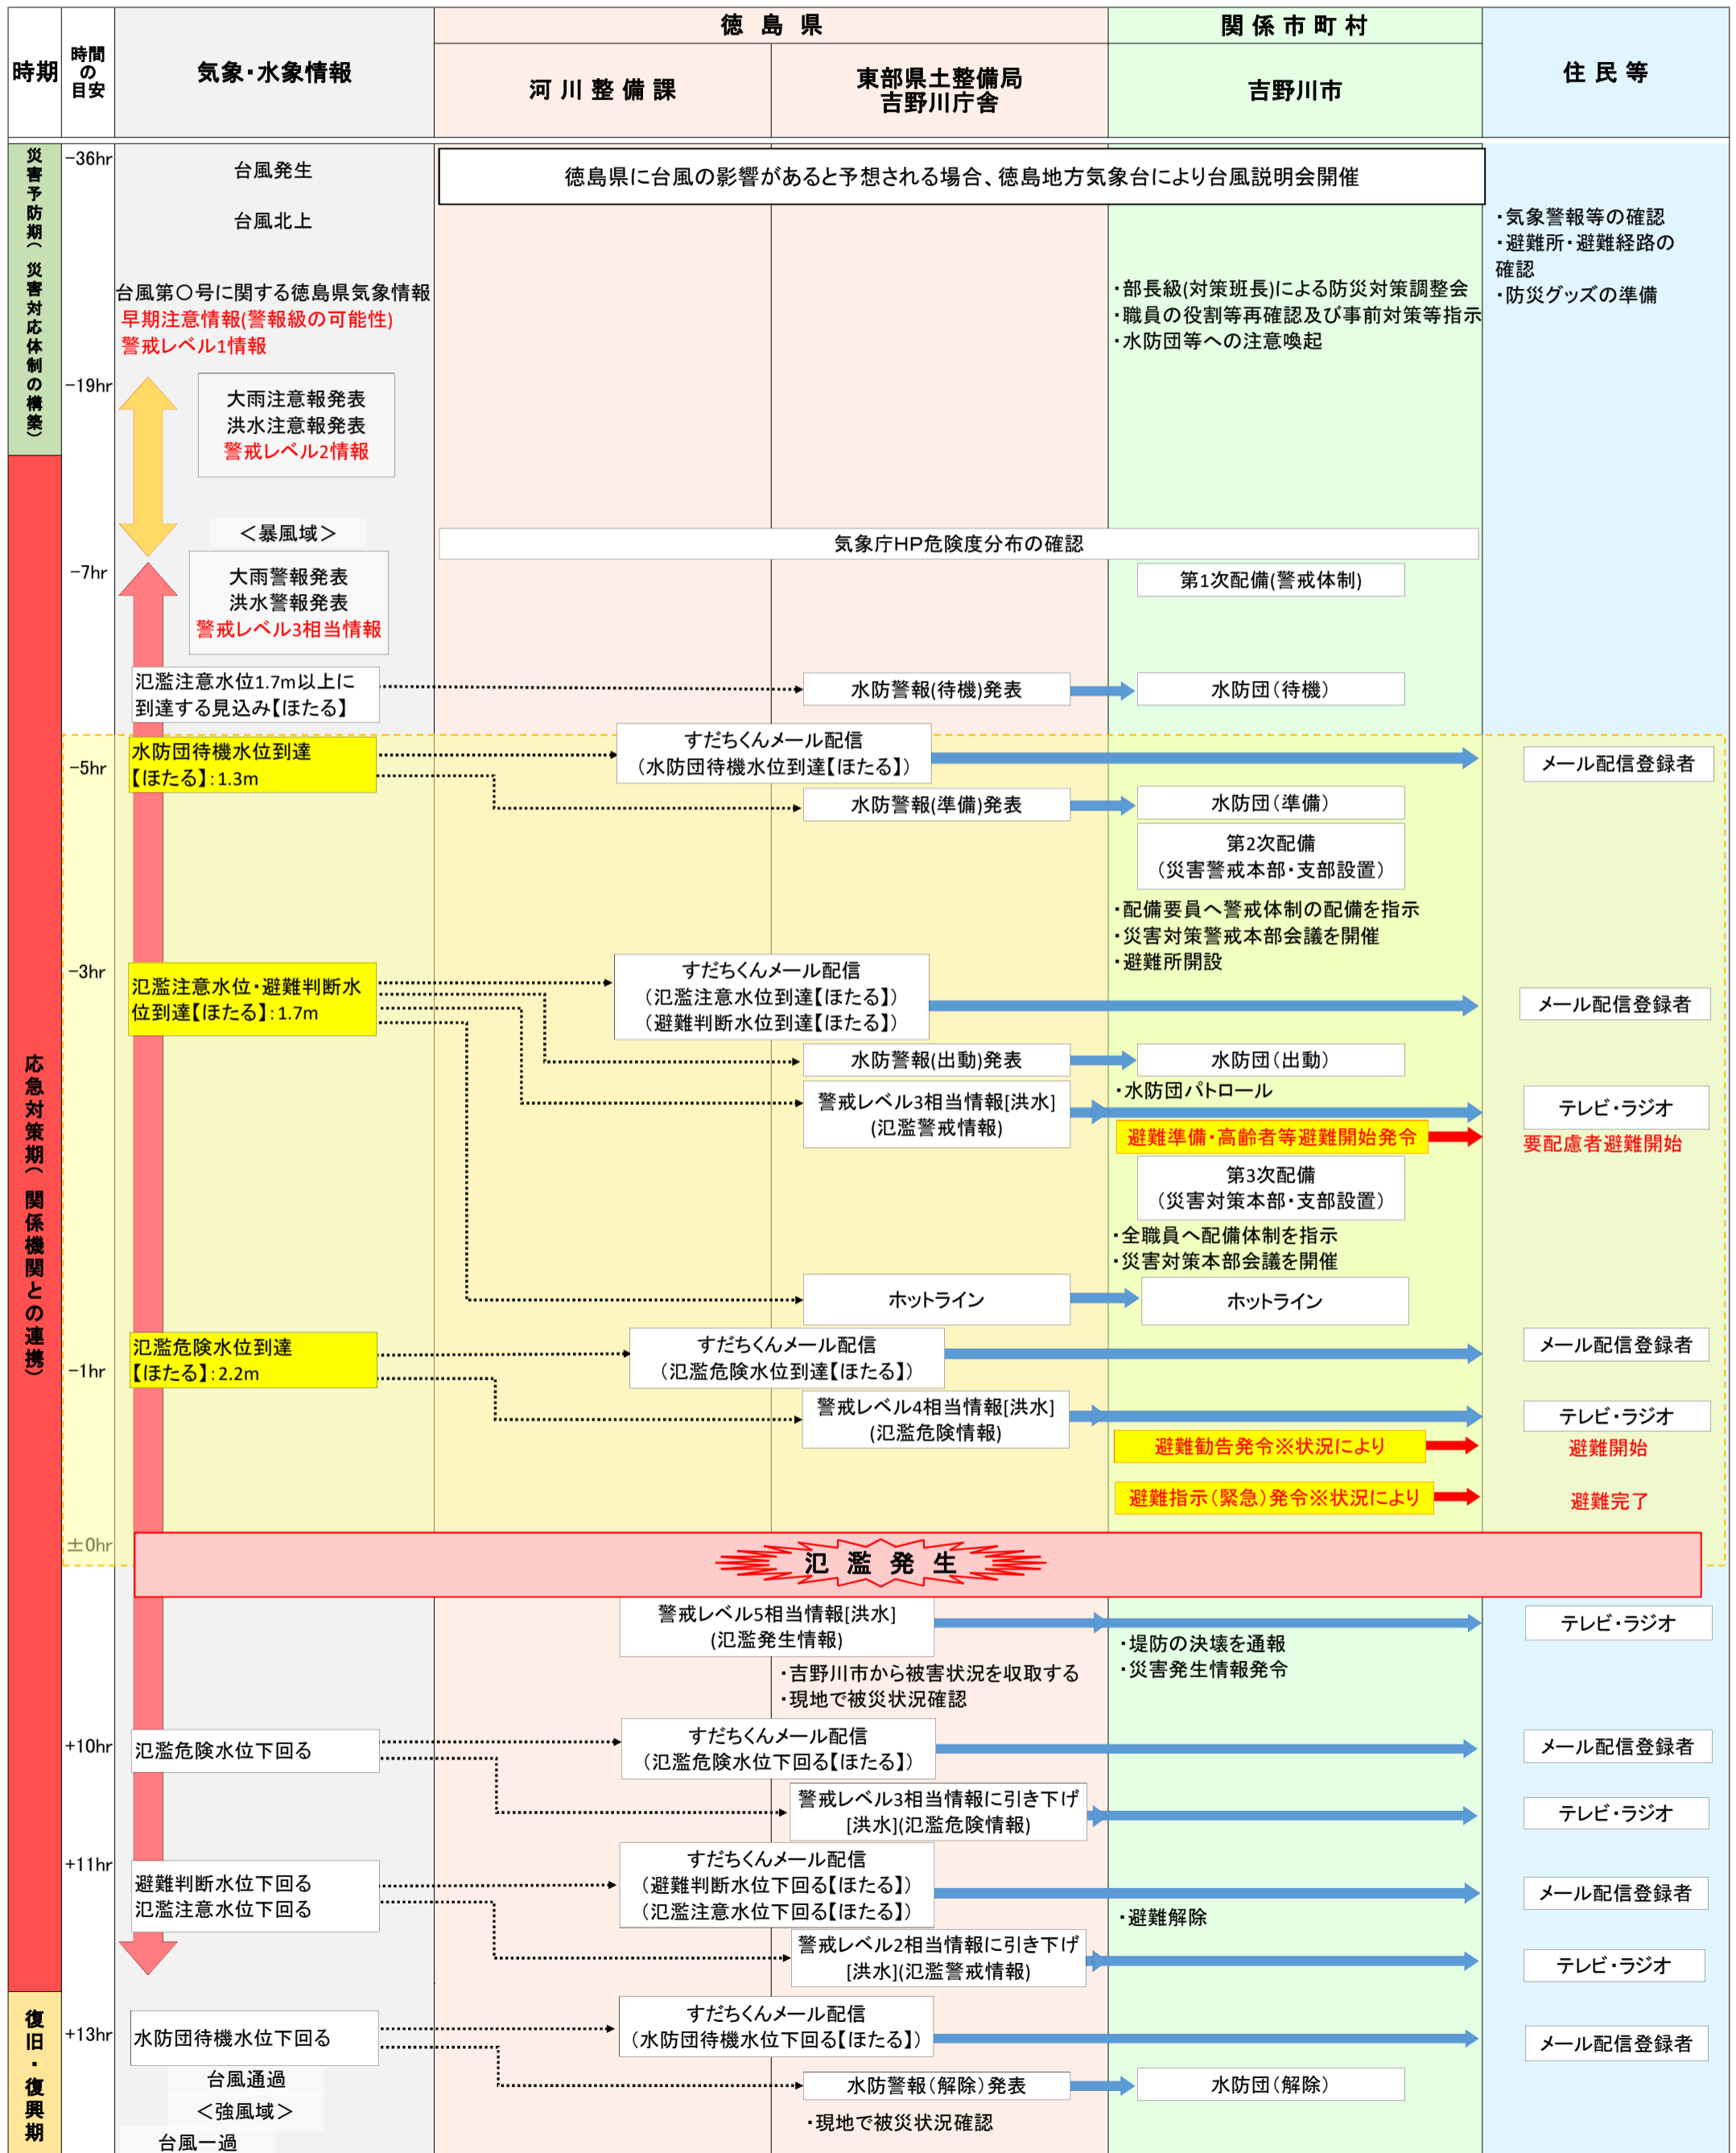 時期
時間
の
目安
気象・水象情報
徳島県
河川整備課
東部県土整備局
吉野川庁舎
関係市町村
吉野川市
住民等
災害予防期（災害対応体制の構築）
-36hr
台風発生
徳島県に台風の影響があると予想される場合、徳島地方気象台により台風説明会開催
台風北上
・気象警報等の確認
・避難所・避難経路の
確認
・防災グッズの準備
台風第〇号に関する徳島県気象情報
早期注意情報(警報級の可能性)
警戒レベル1情報
・部長級(対策班長)による防災対策調整会
・職員の役割等再確認及び事前対策等指示
・水防団等への注意喚起
-19hr
大雨注意報発表
洪水注意報発表
警戒レベル2情報
応急対策期（関係機関との連携）
＜暴風域＞
気象庁HP危険度分布の確認
-7hr
大雨警報発表
洪水警報発表
警戒レベル3相当情報
第1次配備(警戒体制)
氾濫注意水位1.7m以上に
到達する見込み【ほたる】
水防警報(待機)発表
水防団（待機）
-5hr
水防団待機水位到達
【ほたる】：1.3m
すだちくんメール配信
（水防団待機水位到達【ほたる】）
メール配信登録者
水防警報(準備)発表
水防団（準備）
第2次配備
（災害警戒本部・支部設置）
・配備要員へ警戒体制の配備を指示
・災害対策警戒本部会議を開催
・避難所開設
-3hr
氾濫注意水位・避難判断水
位到達【ほたる】：1.7m
すだちくんメール配信
（氾濫注意水位到達【ほたる】）
（避難判断水位到達【ほたる】）
メール配信登録者
水防警報(出動)発表
水防団（出動）
・水防団パトロール
警戒レベル3相当情報[洪水]
(氾濫警戒情報)
テレビ・ラジオ
避難準備・高齢者等避難開始発令
要配慮者避難開始
第3次配備
（災害対策本部・支部設置）
・全職員へ配備体制を指示
・災害対策本部会議を開催
ホットライン
ホットライン
-1hr
氾濫危険水位到達
【ほたる】：2.2m
すだちくんメール配信
（氾濫危険水位到達【ほたる】）
メール配信登録者
警戒レベル4相当情報[洪水]
(氾濫危険情報)
テレビ・ラジオ
避難勧告発令※状況により
避難開始
避難指示（緊急）発令※状況により
避難完了
±0hr
氾濫発生
警戒レベル5相当情報[洪水]
(氾濫発生情報)
テレビ・ラジオ
・堤防の決壊を通報
・災害発生情報発令
・吉野川市から被害状況を収取する
・現地で被災状況確認
+10hr
氾濫危険水位下回る
すだちくんメール配信
（氾濫危険水位下回る【ほたる】）
メール配信登録者
警戒レベル3相当情報に引き下げ
[洪水](氾濫危険情報)
テレビ・ラジオ
+11hr
避難判断水位下回る
氾濫注意水位下回る
すだちくんメール配信
（避難判断水位下回る【ほたる】）
（氾濫注意水位下回る【ほたる】）
メール配信登録者
・避難解除
警戒レベル2相当情報に引き下げ
[洪水](氾濫警戒情報)
テレビ・ラジオ
復旧・復興期
+13hr
水防団待機水位下回る
すだちくんメール配信
（水防団待機水位下回る【ほたる】）
メール配信登録者
台風通過
水防警報（解除）発表
水防団（解除）
＜強風域＞
・現地で被災状況確認
台風一過